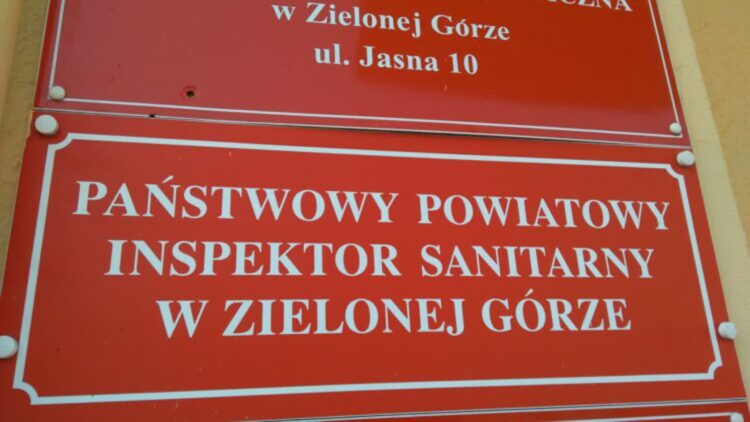 w Zielonej Górze
ul. Jasna 10
PAŃSTWOWY POWIATOWY
INSPEKTOR SANITARNY
W ZIELONEJ GÓRZE